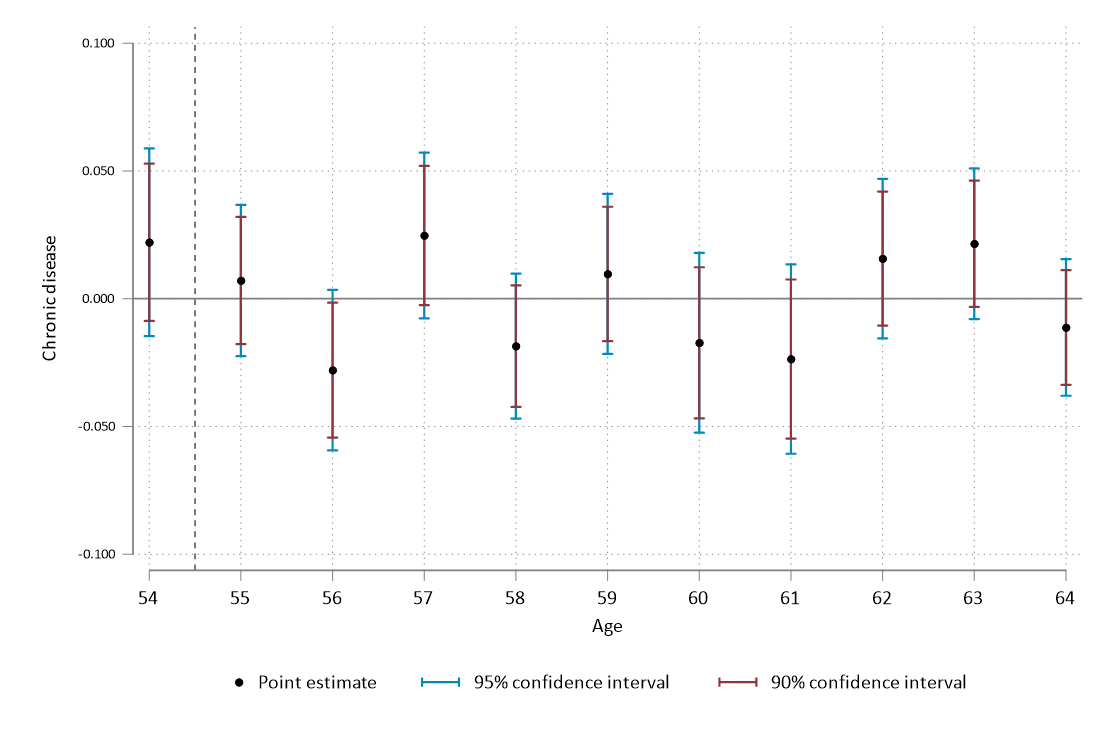 0.100
0.050
0.000
-0.050
-0.100
Chronic disease
54 55 56 57 58 59 60 61 62 63 64
Age
Point estimate 95% confidence interval 90% confidence interval